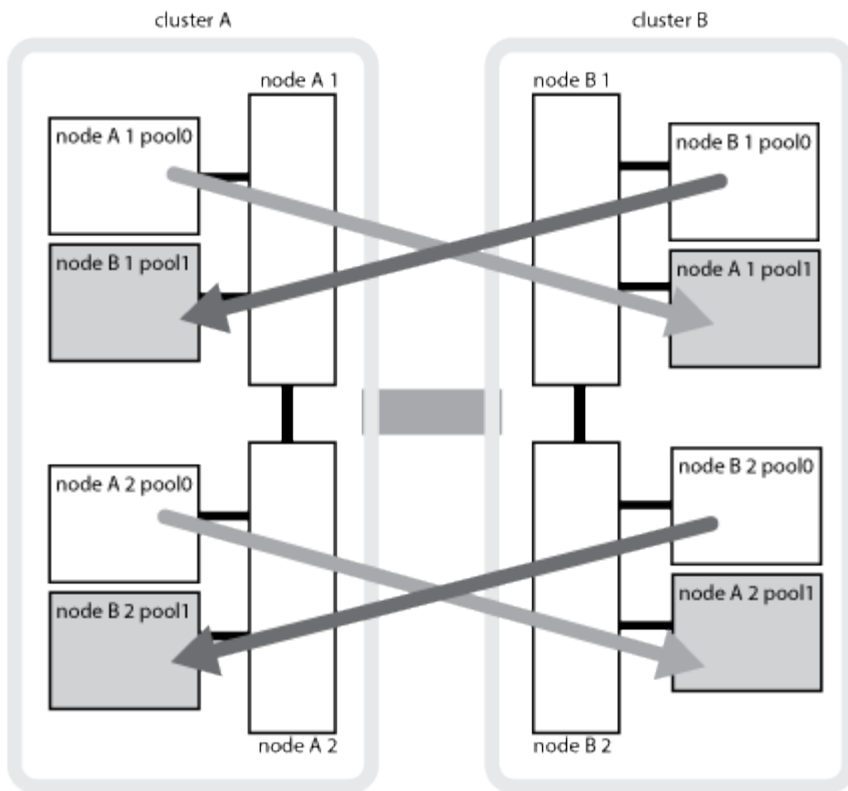 cluster A
cluster B
node A 1
node B 1
node A 1 pool0
node B 1 pool0
node B 1 pool1
node A 1 pool1
node A 2 pool0
node B 2 pool0
node B 2 pool1
node A 2 pool1
node A 2
node B 2